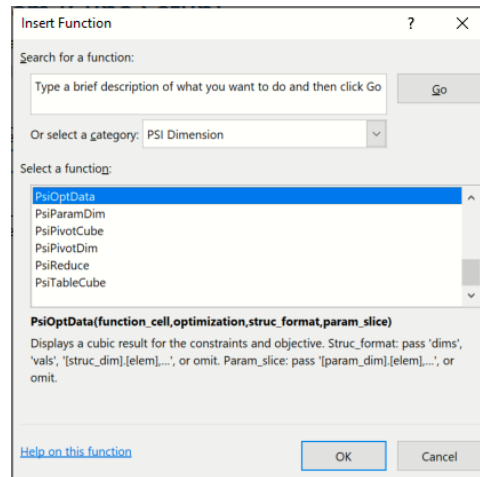 Insert Function
?
Search for a function:
Type a brief description of what you want to do and then click Go
Go
Or select a category:
PSI Dimension
Select a function:
PsiOptData
PsiParamDim
PsiPivotCube
PsiPivotDim
PsiReduce
PsiTableCube
PsiOptData(function_cell,optimization,struc_format,param_slice)
Displays a cubic result for the constraints and objective. Struc_format: pass 'dims',
'vals', '[struc_dim].[elem],...', or omit. Param_slice: pass '[param_dim].[elem],...', or
omit.
Help on this function
OK
Cancel